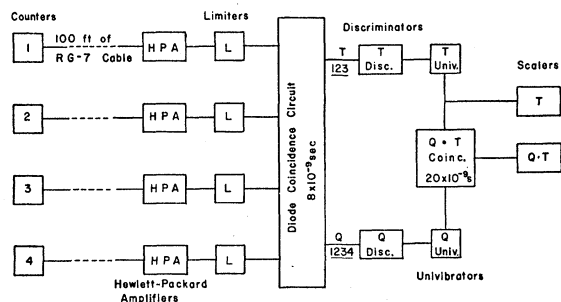 Counters
Limiters
Discriminators
Scalers
1
100 ft of
RG-7 Cable
HPA
L
2
HPA
L
3
HPA
L
4
HPA
L
Hewlett-Packard
Amplifiers
Diode Coincidence Circuit
8x10⁻⁹sec
T
123
T
Disc.
T
Univ.
T
Q • T
Coinc.
20x10⁻⁹s
Q·T
Q
1234
Q
Disc.
Q
Univ.
Univibrators